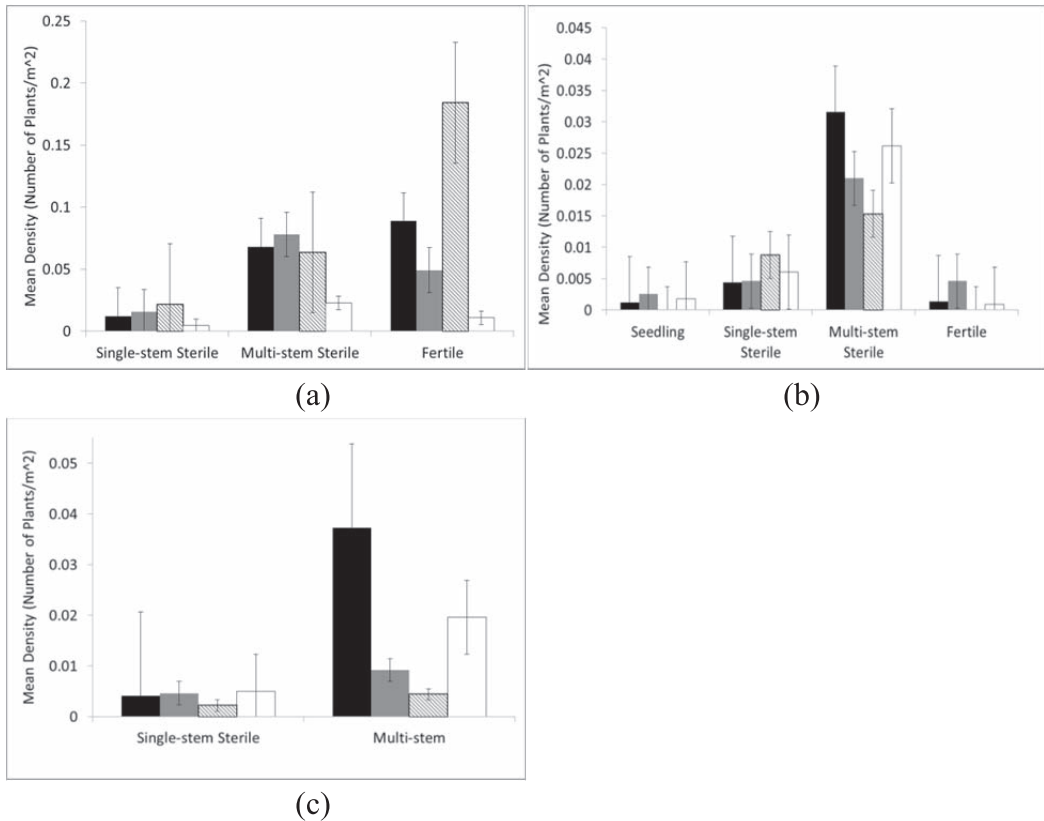 Mean Density (Number of Plants/m^2)
0.25
0.2
0.15
0.1
0.05
0
Single-stem Sterile
Multi-stem Sterile
Fertile
(a)
Mean Density (Number of Plants/m^2)
0.045
0.04
0.035
0.03
0.025
0.02
0.015
0.01
0.005
0
Seedling
Single-stem
Sterile
Multi-stem
Sterile
Fertile
(b)
Mean Density (Number of Plants/m^2)
0.05
0.04
0.03
0.02
0.01
0
Single-stem Sterile
Multi-stem
(c)